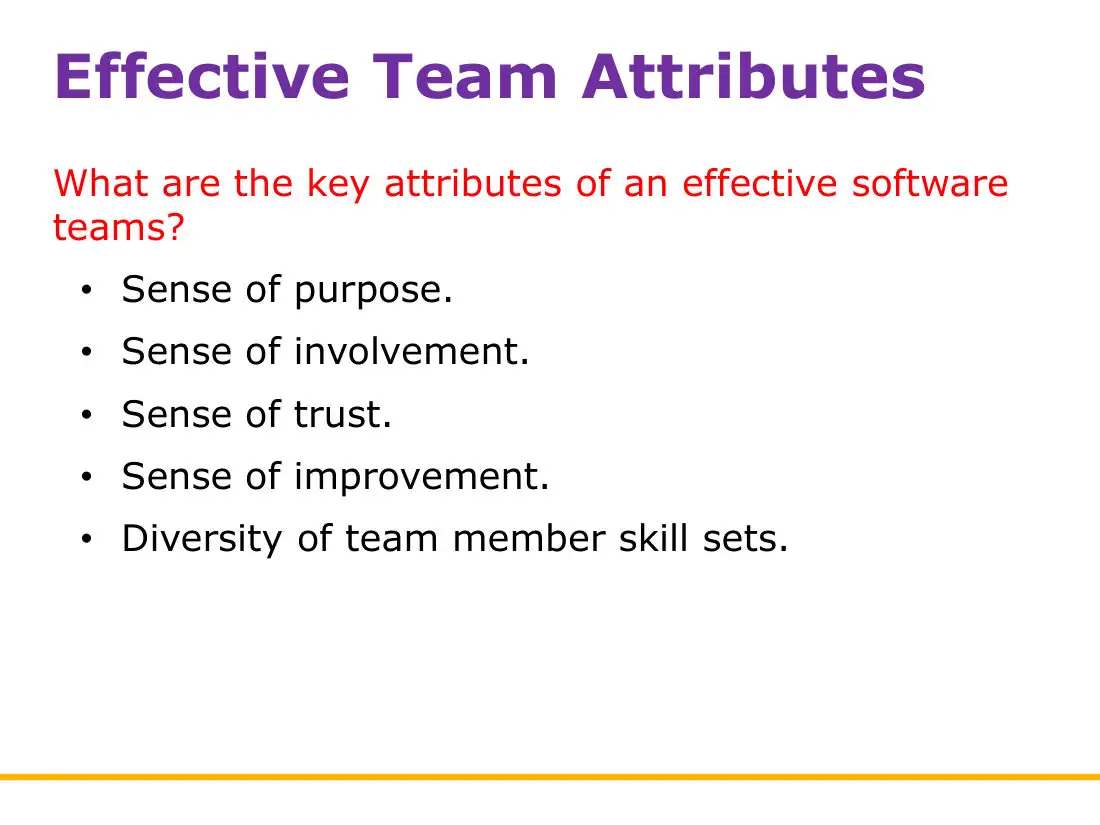 Effective Team Attributes
What are the key attributes of an effective software
teams?
• Sense of purpose.
• Sense of involvement.
• Sense of trust.
• Sense of improvement.
• Diversity of team member skill sets.